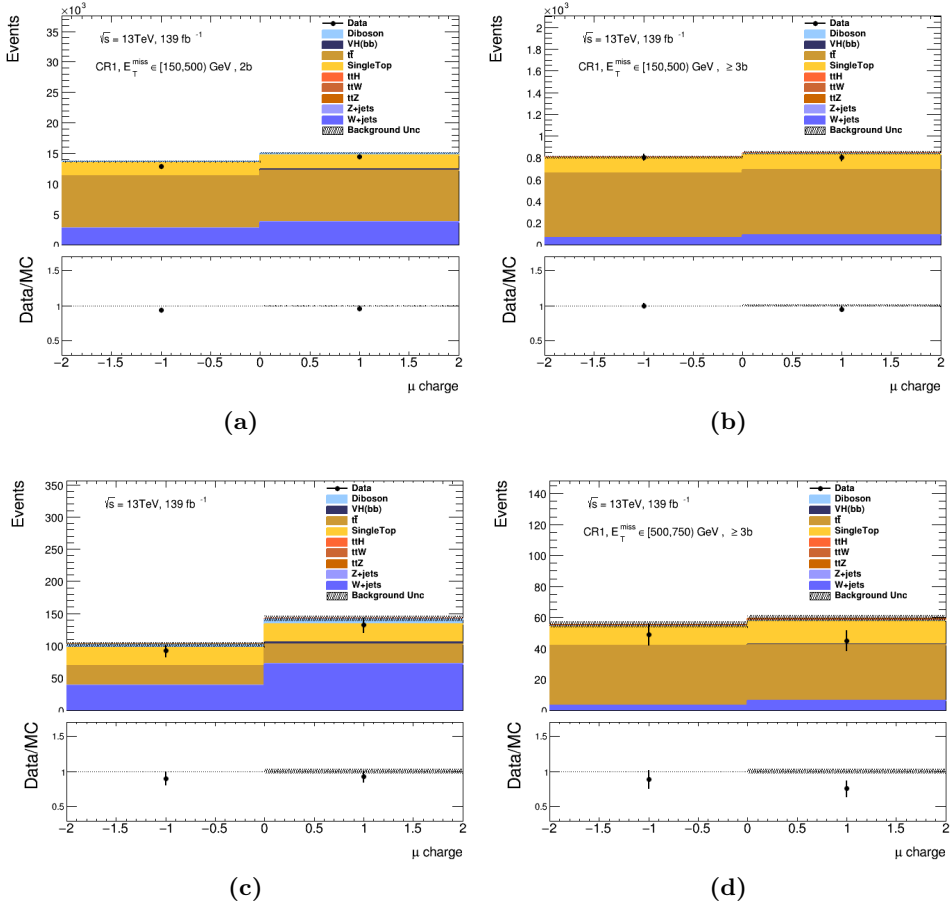 ×10³
Events
35
30
25
20
15
10
5
0
√s = 13TeV, 139 fb⁻¹
CR1, E_T^miss ∈ [150,500) GeV , 2b
Data
Diboson
VH(bb)
tt̄
SingleTop
ttH
ttW
ttZ
Z+jets
W+jets
Background Unc
Data/MC
1.5
1
0.5
−2 −1.5 −1 −0.5 0 0.5 1 1.5 2
μ charge
(a)
×10³
Events
2
1.8
1.6
1.4
1.2
1
0.8
0.6
0.4
0.2
0
√s = 13TeV, 139 fb⁻¹
CR1, E_T^miss ∈ [150,500) GeV , ≥ 3b
Data
Diboson
VH(bb)
tt̄
SingleTop
ttH
ttW
ttZ
Z+jets
W+jets
Background Unc
Data/MC
1.5
1
0.5
−2 −1.5 −1 −0.5 0 0.5 1 1.5 2
μ charge
(b)
Events
350
300
250
200
150
100
50
0
√s = 13TeV, 139 fb⁻¹
Data
Diboson
VH(bb)
tt̄
SingleTop
ttH
ttW
ttZ
Z+jets
W+jets
Background Unc
Data/MC
1.5
1
0.5
−2 −1.5 −1 −0.5 0 0.5 1 1.5 2
μ charge
(c)
Events
140
120
100
80
60
40
20
0
√s = 13TeV, 139 fb⁻¹
CR1, E_T^miss ∈ [500,750) GeV , ≥ 3b
Data
Diboson
VH(bb)
tt̄
SingleTop
ttH
ttW
ttZ
Z+jets
W+jets
Background Unc
Data/MC
1.5
1
0.5
−2 −1.5 −1 −0.5 0 0.5 1 1.5 2
μ charge
(d)